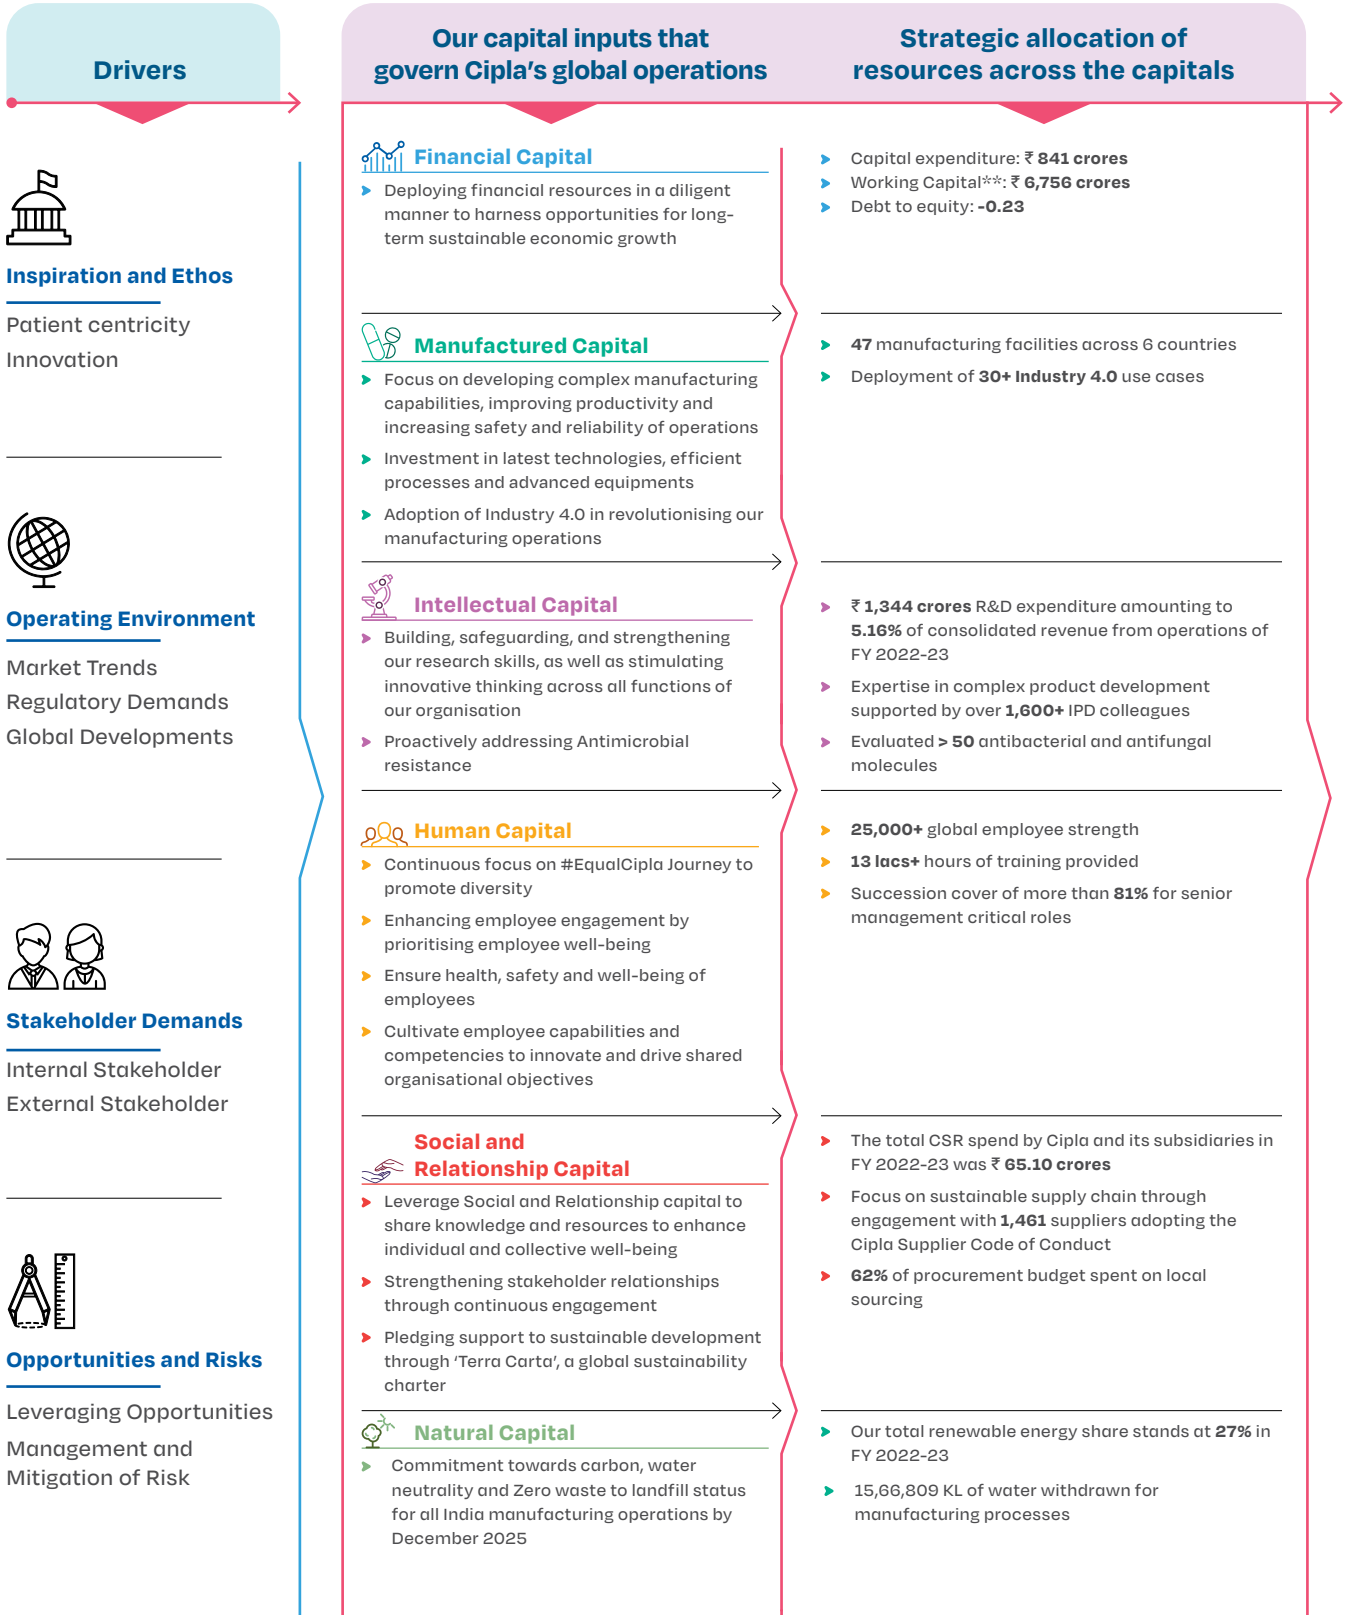 Drivers
Inspiration and Ethos
Patient centricity
Innovation
Operating Environment
Market Trends
Regulatory Demands
Global Developments
Stakeholder Demands
Internal Stakeholder
External Stakeholder
Opportunities and Risks
Leveraging Opportunities
Management and
Mitigation of Risk
Our capital inputs that
govern Cipla's global operations
Strategic allocation of
resources across the capitals
Financial Capital
Deploying financial resources in a diligent
manner to harness opportunities for long-
term sustainable economic growth
Capital expenditure: ₹ 841 crores
Working Capital**: ₹ 6,756 crores
Debt to equity: -0.23
Manufactured Capital
Focus on developing complex manufacturing
capabilities, improving productivity and
increasing safety and reliability of operations
Investment in latest technologies, efficient
processes and advanced equipments
Adoption of Industry 4.0 in revolutionising our
manufacturing operations
47 manufacturing facilities across 6 countries
Deployment of 30+ Industry 4.0 use cases
Intellectual Capital
Building, safeguarding, and strengthening
our research skills, as well as stimulating
innovative thinking across all functions of
our organisation
Proactively addressing Antimicrobial
resistance
₹ 1,344 crores R&D expenditure amounting to
5.16% of consolidated revenue from operations of
FY 2022-23
Expertise in complex product development
supported by over 1,600+ IPD colleagues
Evaluated > 50 antibacterial and antifungal
molecules
Human Capital
Continuous focus on #EqualCipla Journey to
promote diversity
Enhancing employee engagement by
prioritising employee well-being
Ensure health, safety and well-being of
employees
Cultivate employee capabilities and
competencies to innovate and drive shared
organisational objectives
25,000+ global employee strength
13 lacs+ hours of training provided
Succession cover of more than 81% for senior
management critical roles
Social and
Relationship Capital
Leverage Social and Relationship capital to
share knowledge and resources to enhance
individual and collective well-being
Strengthening stakeholder relationships
through continuous engagement
Pledging support to sustainable development
through ‘Terra Carta’, a global sustainability
charter
The total CSR spend by Cipla and its subsidiaries in
FY 2022-23 was ₹ 65.10 crores
Focus on sustainable supply chain through
engagement with 1,461 suppliers adopting the
Cipla Supplier Code of Conduct
62% of procurement budget spent on local
sourcing
Natural Capital
Commitment towards carbon, water
neutrality and Zero waste to landfill status
for all India manufacturing operations by
December 2025
Our total renewable energy share stands at 27% in
FY 2022-23
15,66,809 KL of water withdrawn for
manufacturing processes